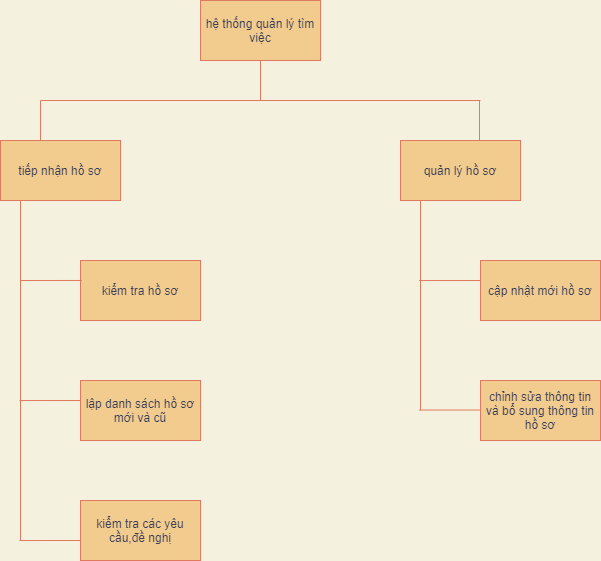 hệ thống quản lý tìm
việc
tiếp nhận hồ sơ
quản lý hồ sơ
kiểm tra hồ sơ
cập nhật mới hồ sơ
lập danh sách hồ sơ
mới và cũ
chỉnh sửa thông tin
và bổ sung thông tin
hồ sơ
kiểm tra các yêu
cầu,đề nghị